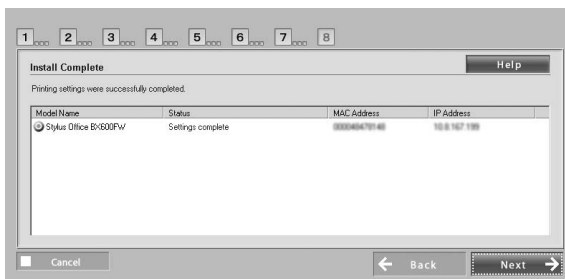 1 2 3 4 5 6 7 8
Install Complete Help
Printing settings were successfully completed.
Model Name Status MAC Address IP Address
Stylus Office BX600FW Settings complete
Cancel Back Next